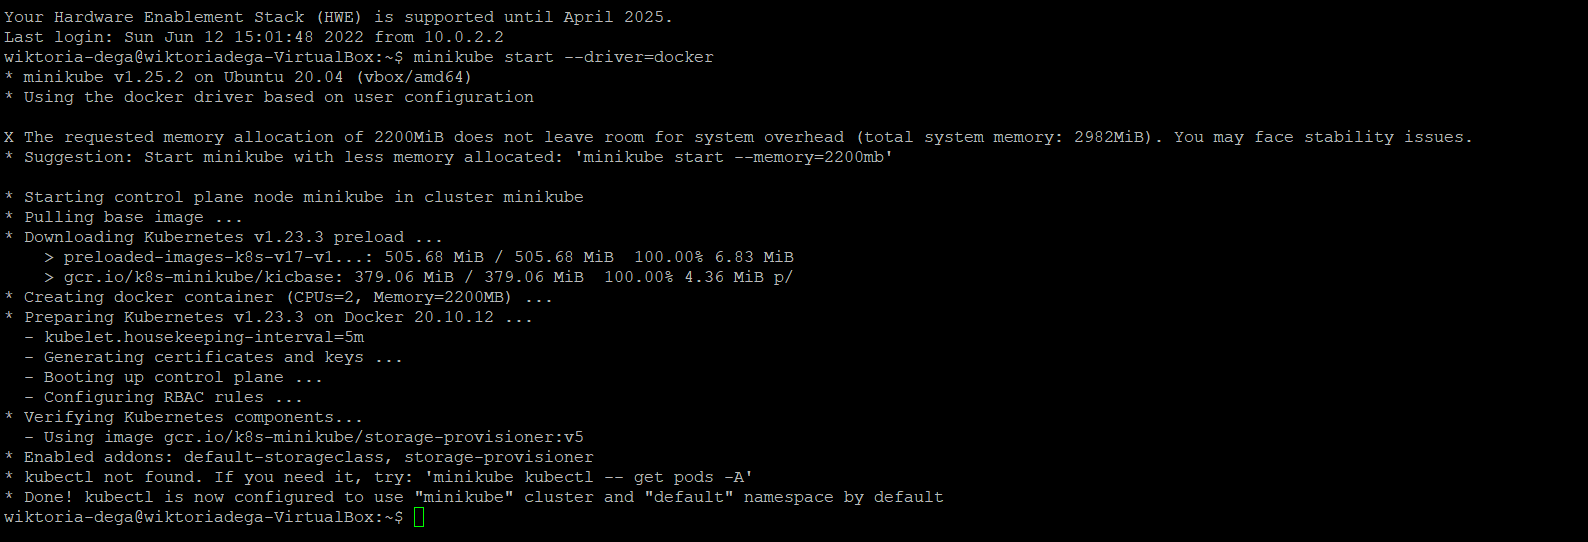 Your Hardware Enablement Stack (HWE) is supported until April 2025.
Last login: Sun Jun 12 15:01:48 2022 from 10.0.2.2
wiktoria-dega@wiktoriadega-VirtualBox:~$ minikube start --driver=docker
* minikube v1.25.2 on Ubuntu 20.04 (vbox/amd64)
* Using the docker driver based on user configuration

X The requested memory allocation of 2200MiB does not leave room for system overhead (total system memory: 2982MiB). You may face stability issues.
* Suggestion: Start minikube with less memory allocated: 'minikube start --memory=2200mb'

* Starting control plane node minikube in cluster minikube
* Pulling base image ...
* Downloading Kubernetes v1.23.3 preload ...
    > preloaded-images-k8s-v17-v1...: 505.68 MiB / 505.68 MiB  100.00% 6.83 MiB
    > gcr.io/k8s-minikube/kicbase: 379.06 MiB / 379.06 MiB  100.00% 4.36 MiB p/
* Creating docker container (CPUs=2, Memory=2200MB) ...
* Preparing Kubernetes v1.23.3 on Docker 20.10.12 ...
  - kubelet.housekeeping-interval=5m
  - Generating certificates and keys ...
  - Booting up control plane ...
  - Configuring RBAC rules ...
* Verifying Kubernetes components...
  - Using image gcr.io/k8s-minikube/storage-provisioner:v5
* Enabled addons: default-storageclass, storage-provisioner
* kubectl not found. If you need it, try: 'minikube kubectl -- get pods -A'
* Done! kubectl is now configured to use "minikube" cluster and "default" namespace by default
wiktoria-dega@wiktoriadega-VirtualBox:~$